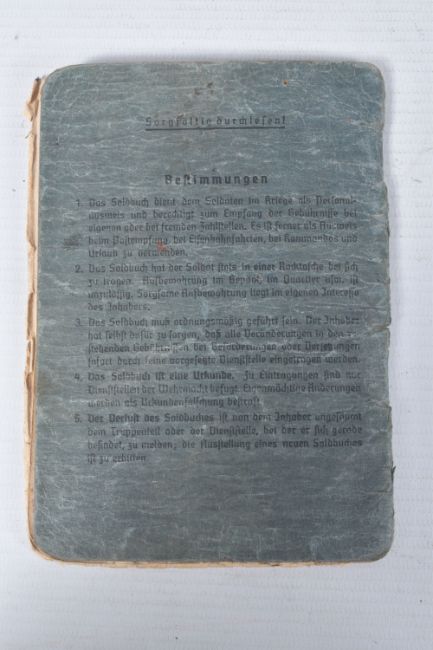 Sorgfältig durchlesen!
Bestimmungen
1. Das Soldbuch dient dem Soldaten im Kriege als Personal-
ausweis und berechtigt zum Empfang der Gebührnisse bei
eigenen oder bei fremden Zahlstellen. Es ist ferner als Ausweis
beim Postempfang, bei Eisenbahnfahrten, bei Kommandos und
Urlaub zu verwenden.
2. Das Soldbuch hat der Soldat stets in einer Rocktasche bei sich
zu tragen. Aufbewahrung im Gepäck, im Quartier usw. ist
unzulässig. Sorgsame Aufbewahrung liegt im eigenen Interesse
des Inhabers.
3. Das Soldbuch muß ordnungsmäßig geführt sein. Der Inhaber
hat selbst dafür zu sorgen, daß alle Veränderungen in den
stehenden Gebührnissen bei Beförderungen oder Versetzungen
sofort durch seine vorgesetzte Dienststelle eingetragen werden.
4. Das Soldbuch ist eine Urkunde. Zu Eintragungen sind nur
Dienststellen der Wehrmacht befugt. Eigenmächtige Änderungen
werden als Urkundenfälschung bestraft.
5. Der Verlust des Soldbuches ist von dem Inhaber ungesäumt
dem Truppenteil oder der Dienststelle, bei der er sich gerade
befindet, zu melden; die Ausstellung eines neuen Soldbuches
ist zu erbitten.